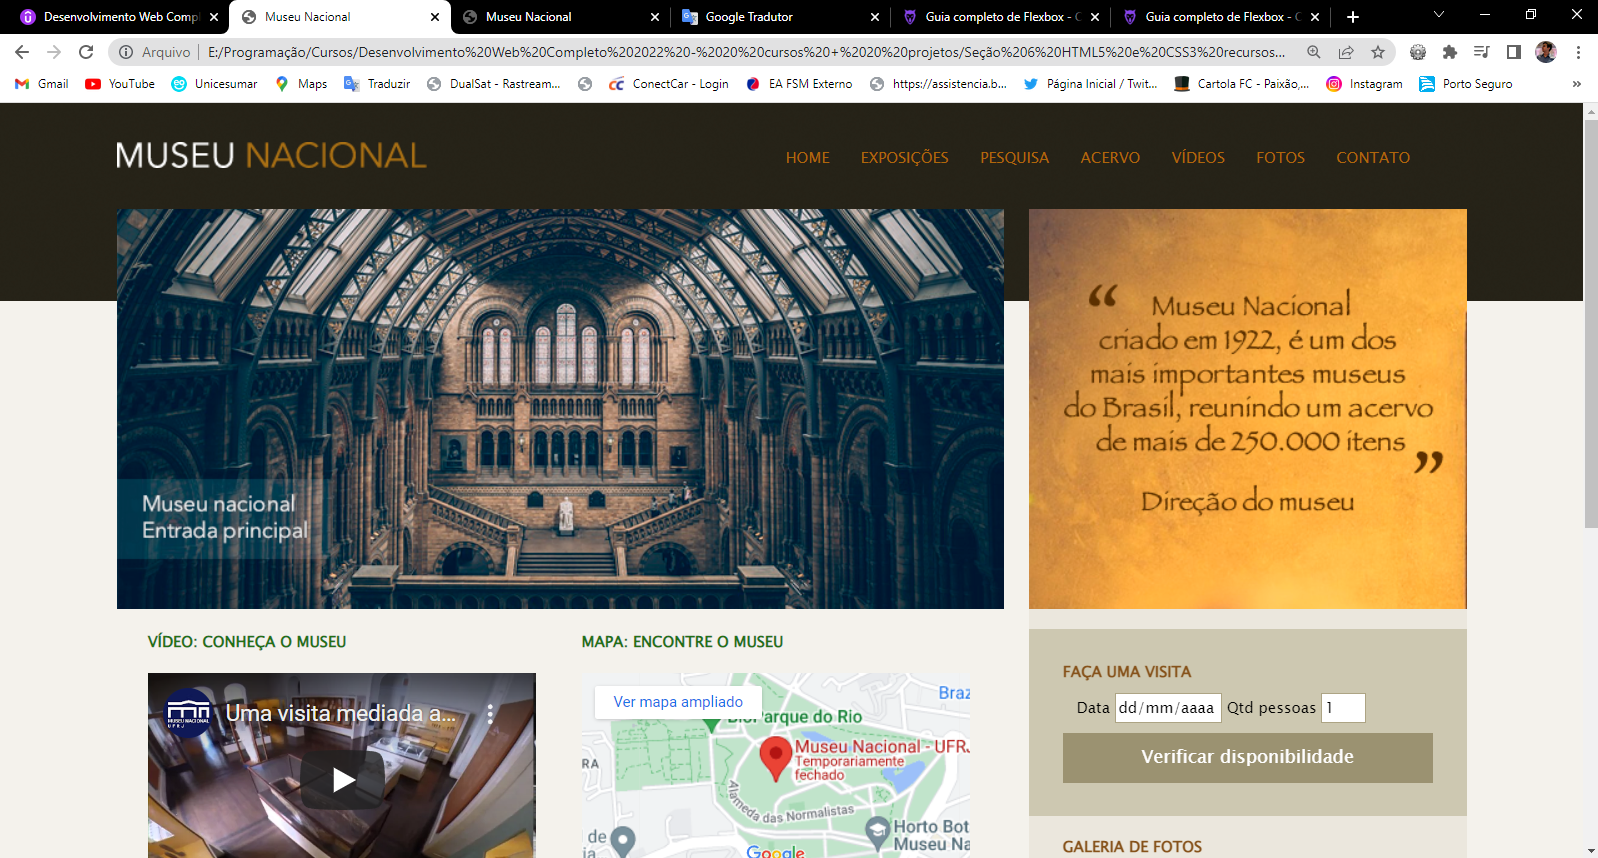 Desenvolvimento Web Compl
Museu Nacional
Museu Nacional
Google Tradutor
Guia completo de Flexbox - C
Guia completo de Flexbox - C
Arquivo
E:/Programação/Cursos/Desenvolvimento%20Web%20Completo%202022%20-%2020%20cursos%20+%2020%20projetos/Seção%206%20HTML5%20e%20CSS3%20recursos...
Gmail
YouTube
Unicesumar
Maps
Traduzir
DualSat - Rastream...
ConectCar - Login
EA FSM Externo
https://assistencia.b...
Página Inicial / Twit...
Cartola FC - Paixão,...
Instagram
Porto Seguro
»
MUSEU NACIONAL
HOME
EXPOSIÇÕES
PESQUISA
ACERVO
VÍDEOS
FOTOS
CONTATO
Museu nacional
Entrada principal
“ Museu Nacional
criado em 1922, é um dos
mais importantes museus
do Brasil, reunindo um acervo
de mais de 250.000 itens ”
Direção do museu
VÍDEO: CONHEÇA O MUSEU
MUSEU NACIONAL
UFRJ
Uma visita mediada a...
MAPA: ENCONTRE O MUSEU
Ver mapa ampliado
Braz
BioParque do Rio
Museu Nacional - UFRJ
Temporariamente
fechado
RA
Alameda das Normalistas
de
ia
Horto Bot
Museu Na
Google
FAÇA UMA VISITA
Data dd/mm/aaaa Qtd pessoas 1
Verificar disponibilidade
GALERIA DE FOTOS